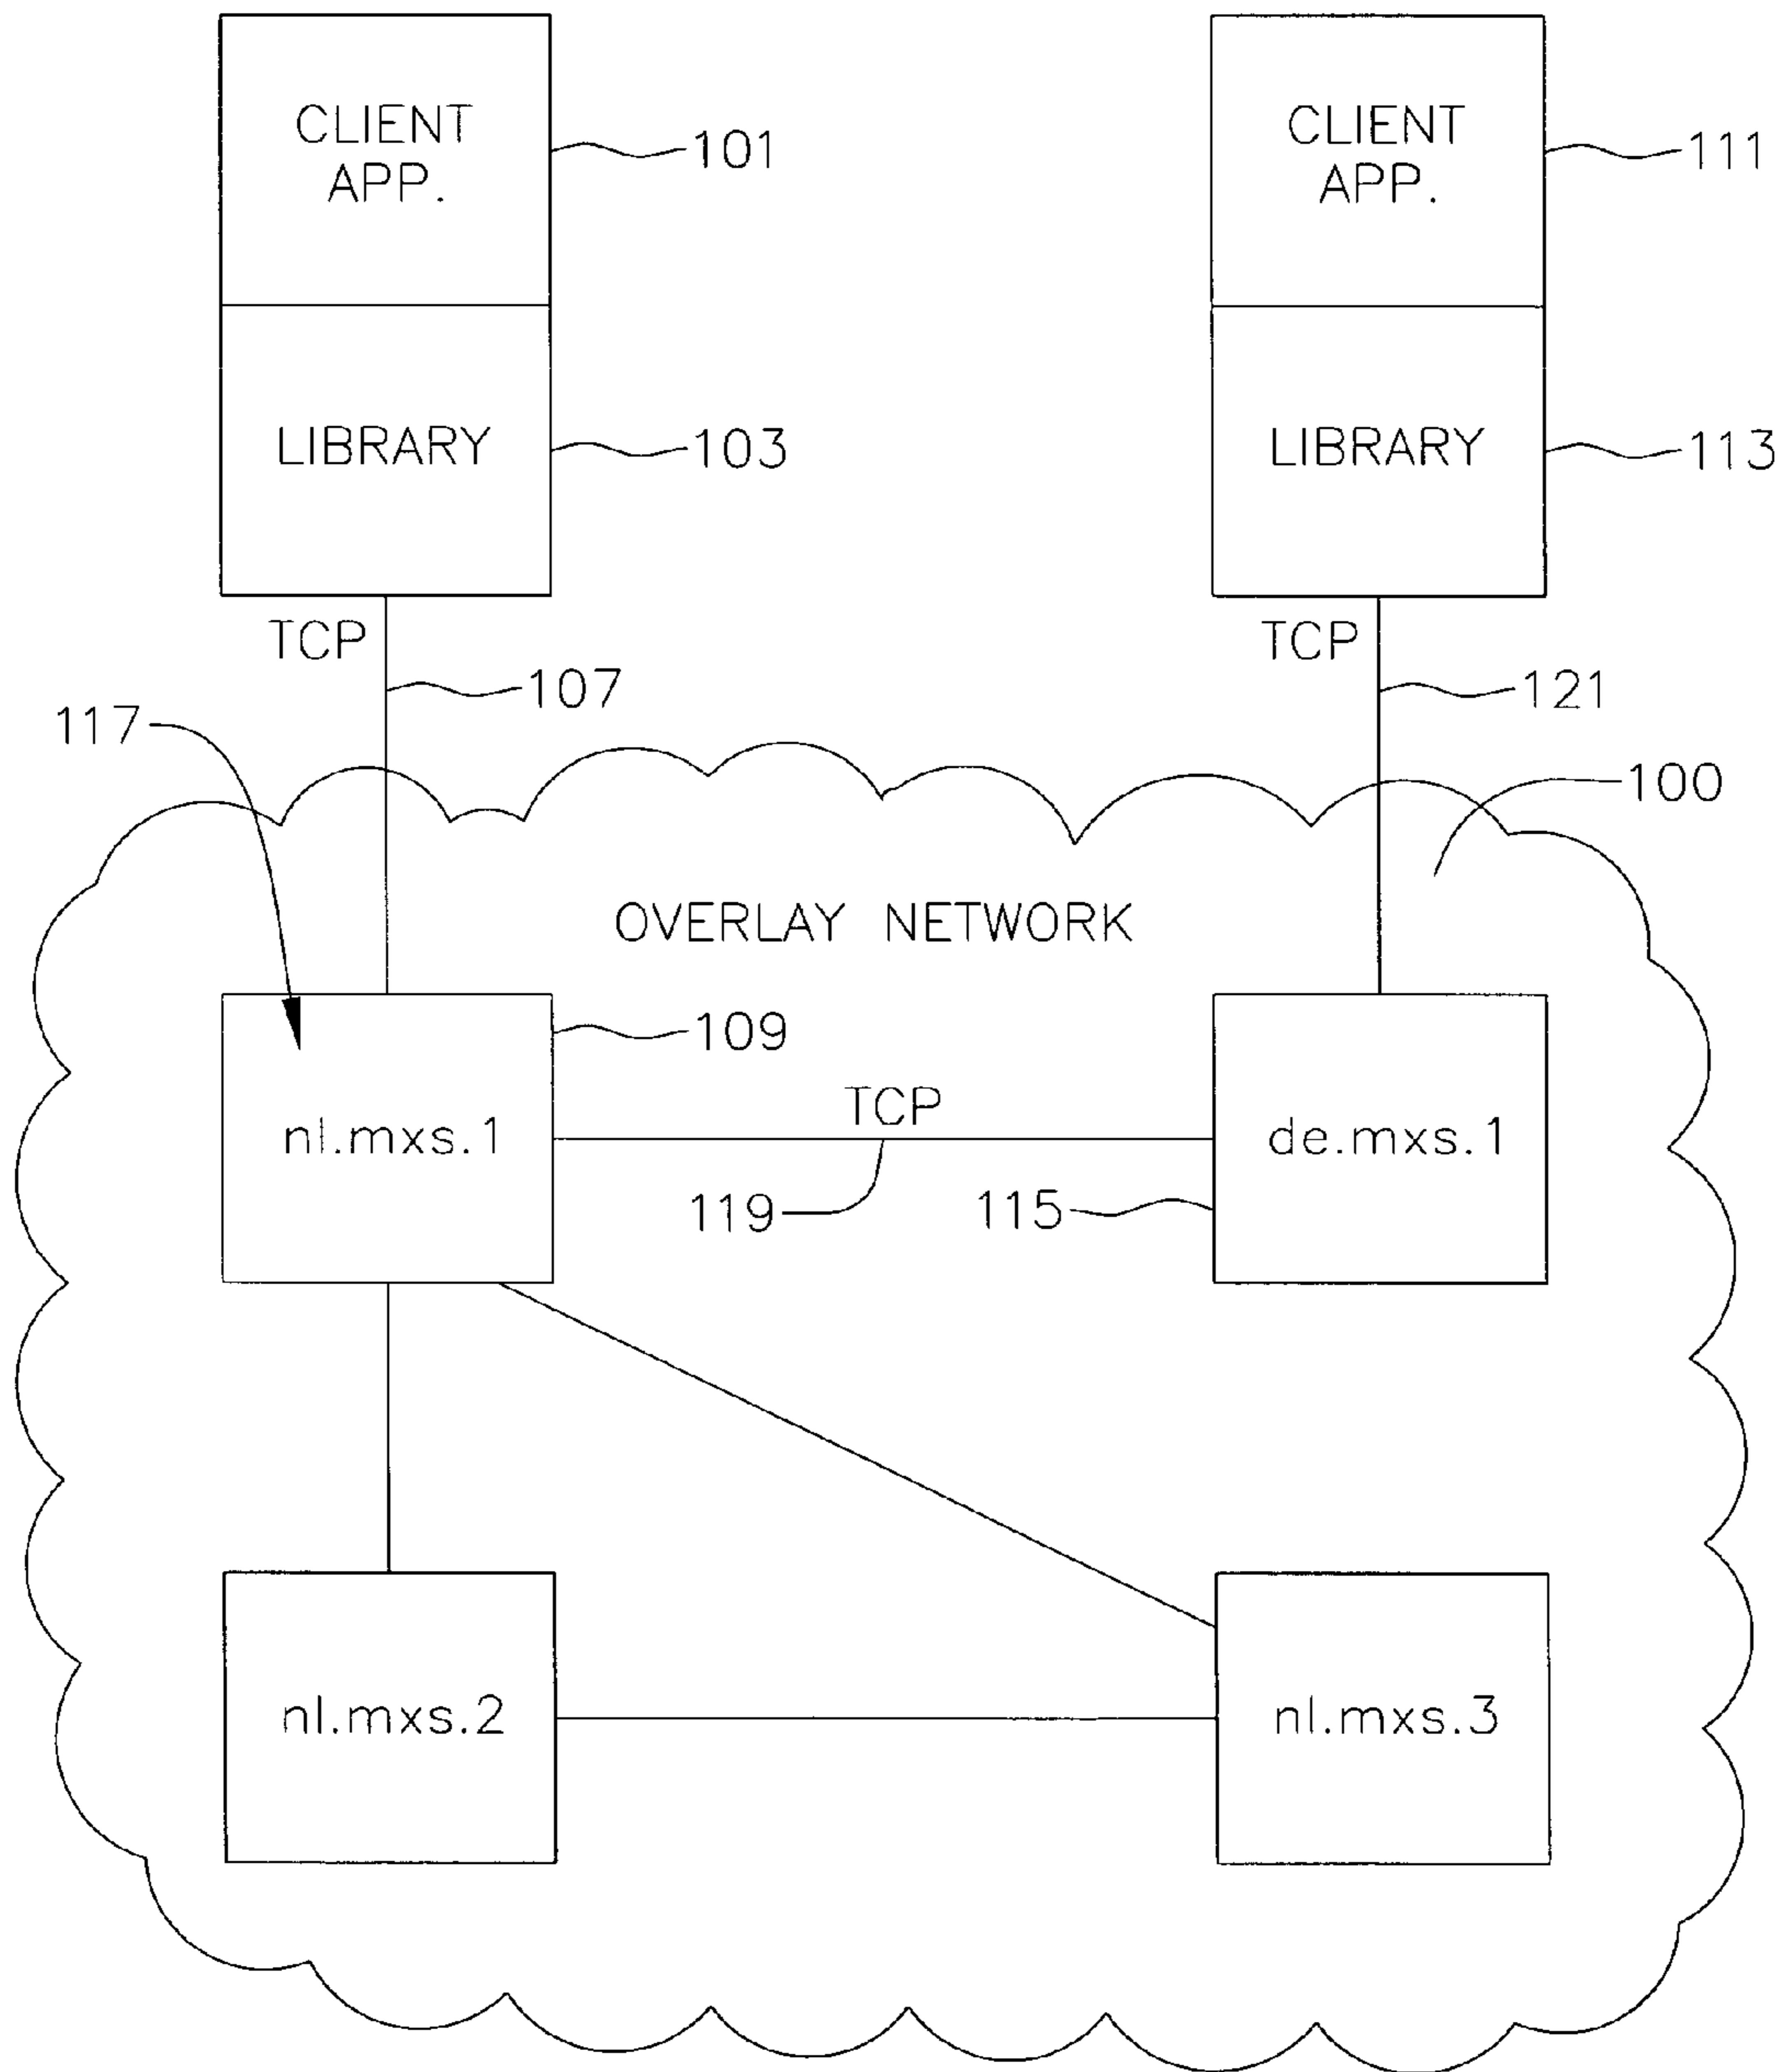 CLIENT
APP.
101
CLIENT
APP.
111
LIBRARY
103
LIBRARY
113
TCP
TCP
107
121
117
100
OVERLAY NETWORK
109
nl.mxs.1
TCP
de.mxs.1
119
115
nl.mxs.2
nl.mxs.3